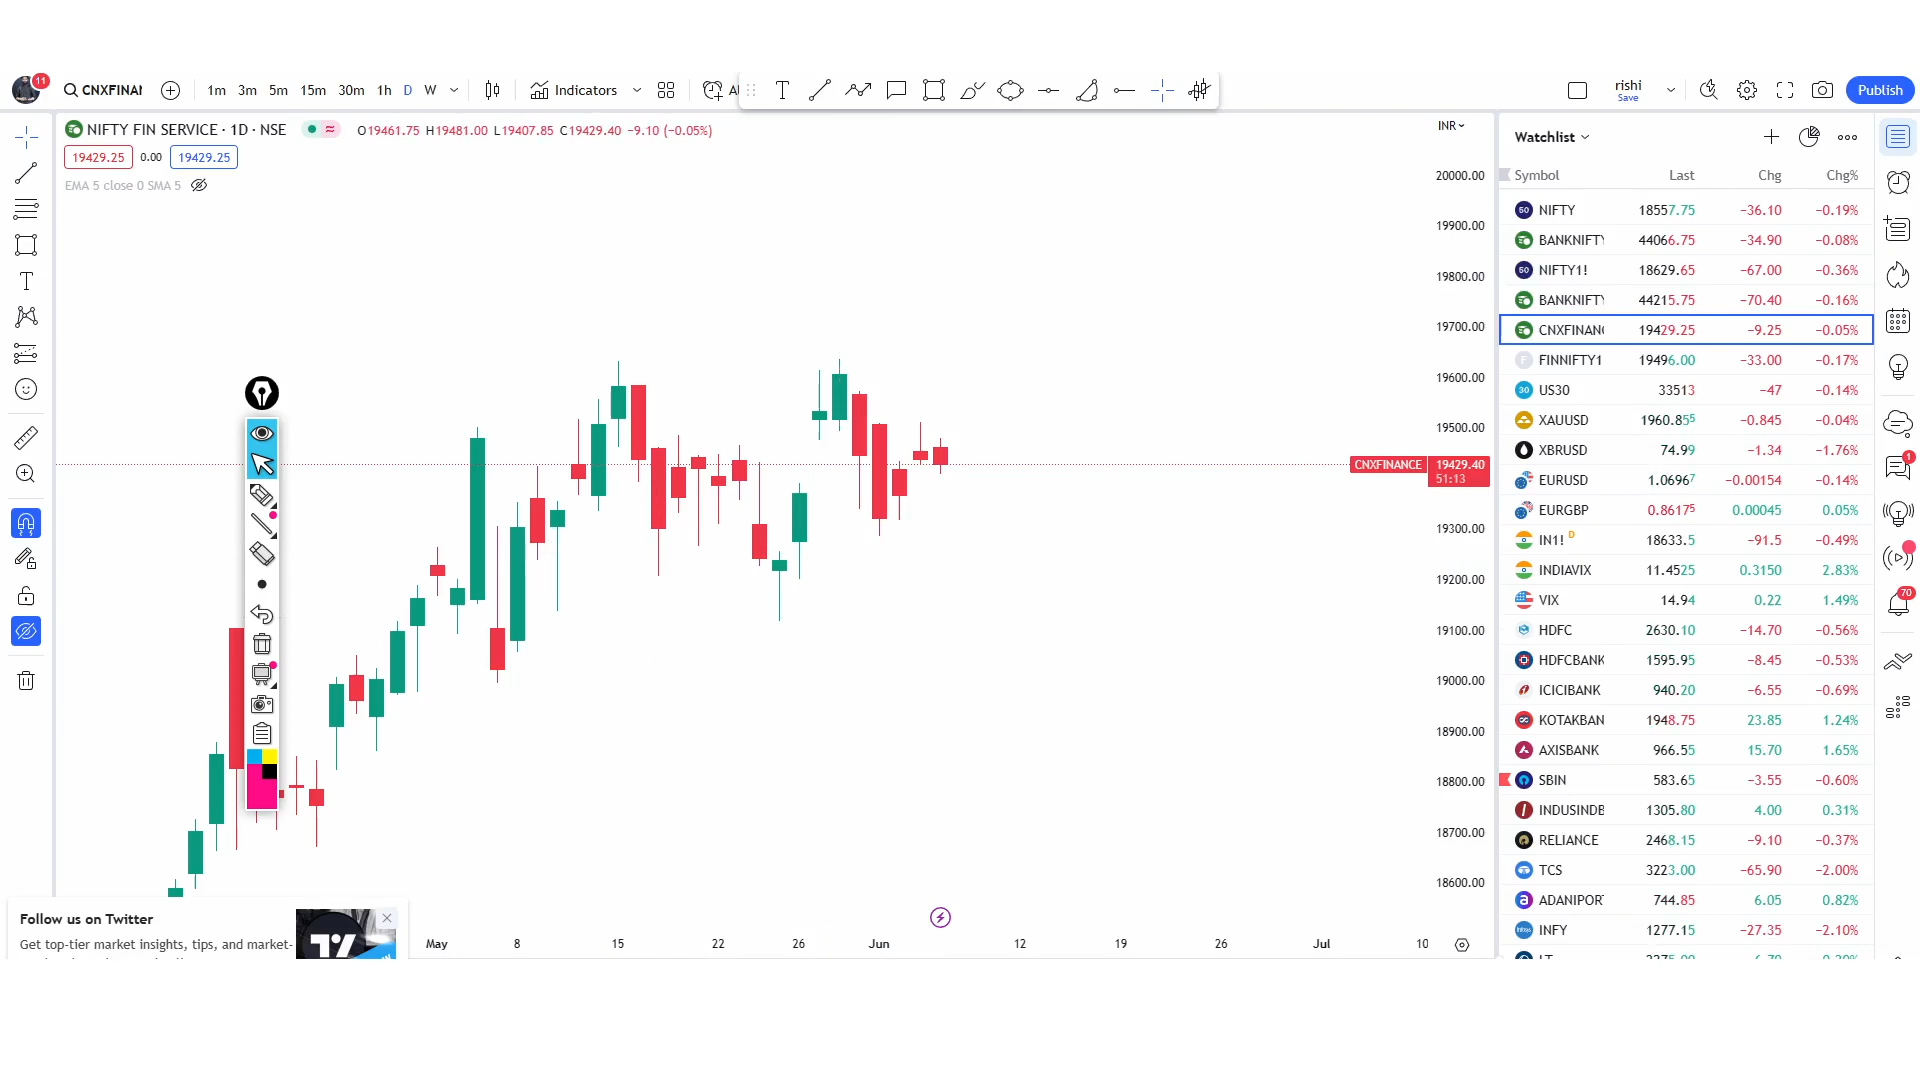 11 CNXFINAN 1m 3m 5m 15m 30m 1h D W Indicators rishi Publish
Save
NIFTY FIN SERVICE · 1D · NSE O19461.75 H19481.00 L19407.85 C19429.40 −9.10 (−0.05%)
19429.25 0.00 19429.25
EMA 5 close 0 SMA 5
INR
20000.00
19900.00
19800.00
19700.00
19600.00
19500.00
CNXFINANCE 19429.40
51:13
19300.00
19200.00
19100.00
19000.00
18900.00
18800.00
18700.00
18600.00
May 8 15 22 26 Jun 12 19 26 Jul 10
Follow us on Twitter
Get top-tier market insights, tips, and market-
Watchlist
Symbol Last Chg Chg%
50 NIFTY 18557.75 −36.10 −0.19%
BANKNIFTY 44066.75 −34.90 −0.08%
50 NIFTY1! 18629.65 −67.00 −0.36%
BANKNIFTY 44215.75 −70.40 −0.16%
CNXFINANC 19429.25 −9.25 −0.05%
F FINNIFTY1 19496.00 −33.00 −0.17%
30 US30 33513 −47 −0.14%
XAUUSD 1960.855 −0.845 −0.04%
XBRUSD 74.99 −1.34 −1.76%
EURUSD 1.06967 −0.00154 −0.14%
EURGBP 0.86175 0.00045 0.05%
IN1! D 18633.5 −91.5 −0.49%
INDIAVIX 11.4525 0.3150 2.83%
VIX 14.94 0.22 1.49%
HDFC 2630.10 −14.70 −0.56%
HDFCBANK 1595.95 −8.45 −0.53%
ICICIBANK 940.20 −6.55 −0.69%
KOTAKBAN 1948.75 23.85 1.24%
AXISBANK 966.55 15.70 1.65%
SBIN 583.65 −3.55 −0.60%
INDUSINDB 1305.80 4.00 0.31%
RELIANCE 2468.15 −9.10 −0.37%
TCS 3223.00 −65.90 −2.00%
ADANIPOR 744.85 6.05 0.82%
INFY 1277.15 −27.35 −2.10%
1
70